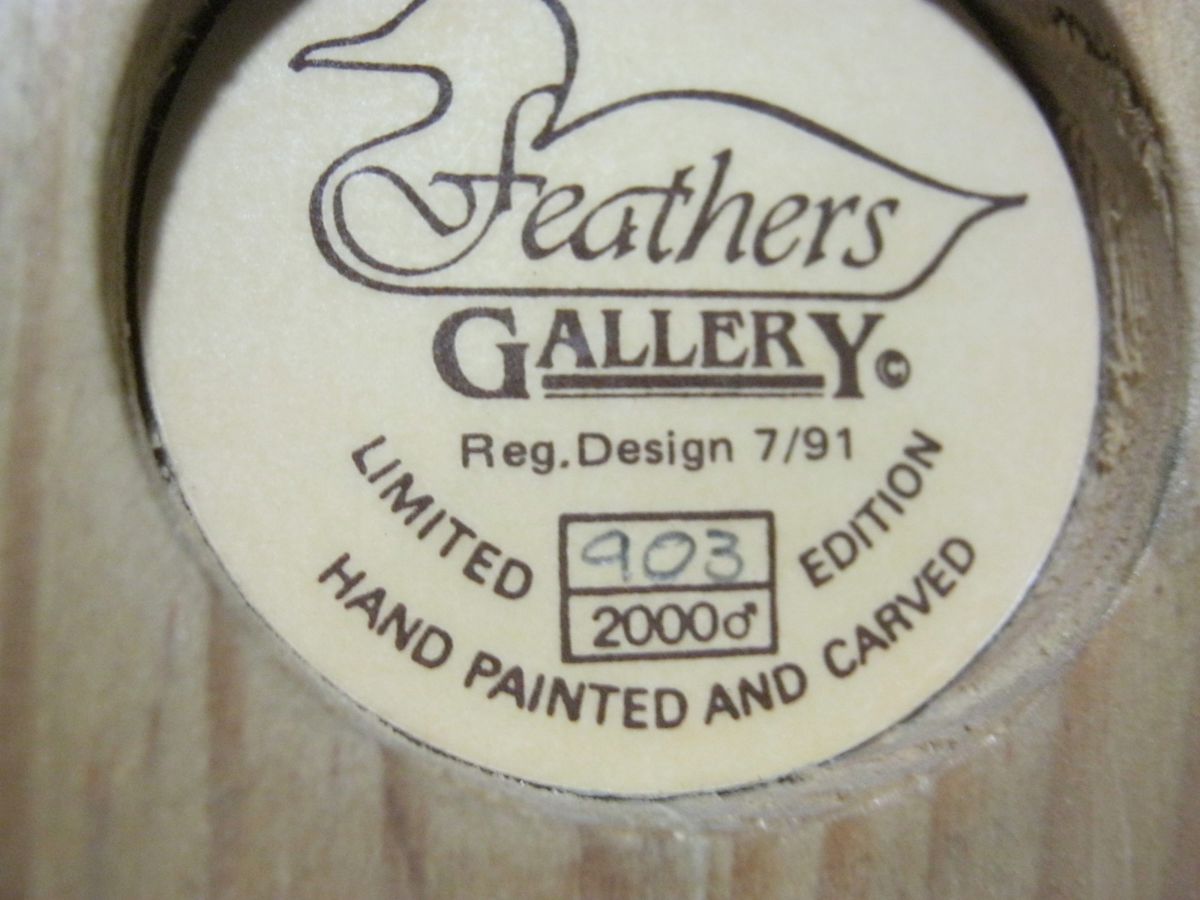 Feathers
GALLERY©
Reg. Design 7/91
LIMITED EDITION
903
2000♂
HAND PAINTED AND CARVED